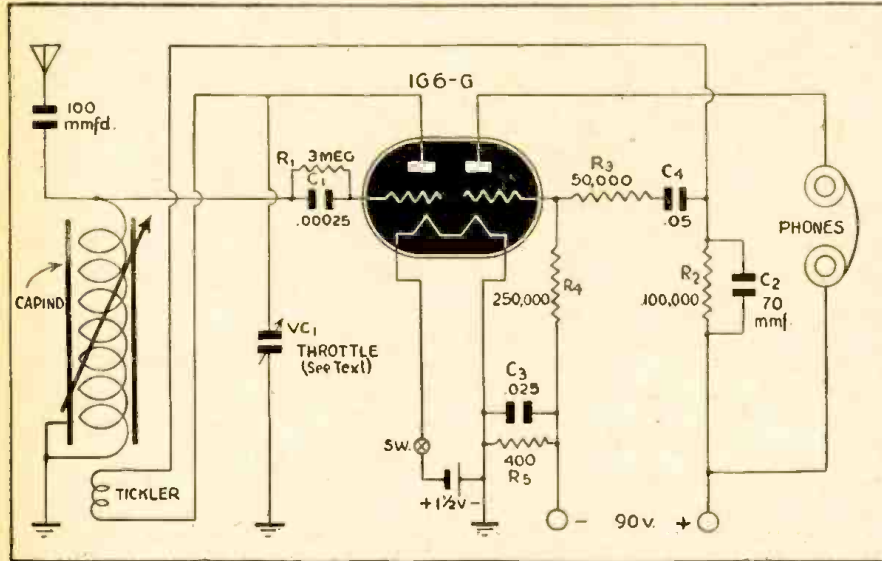 1G6-G
100
mmfd.
R1 3MEG
C1
.00025
R3
50,000
C4
.05
PHONES
CAPIND
R4
250,000
R2
100,000
C2
70
mmf.
VC1
THROTTLE
(See Text)
C3
.025
SW.
400
R5
+1½V-
TICKLER
- 90v. +